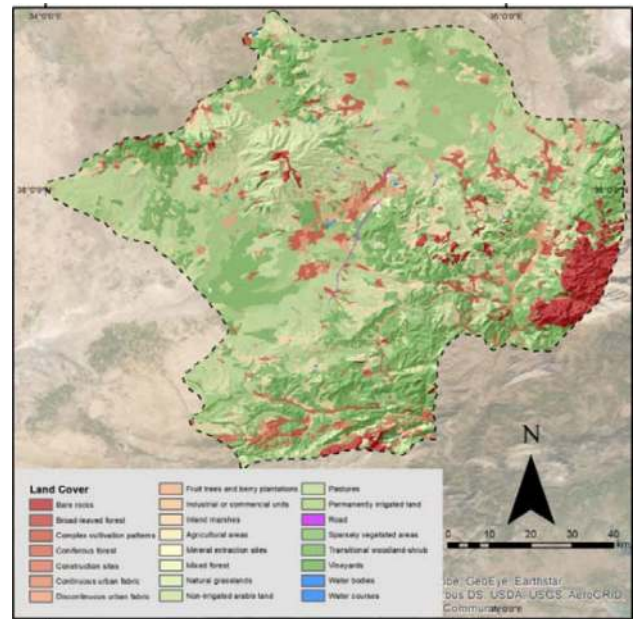 34°0'0"E
35°0'0"E
38°0'0"N
38°0'0"N
N
0 10 20 30 40
km
Land Cover
Bare rocks
Broad-leaved forest
Complex cultivation patterns
Coniferous forest
Construction sites
Continuous urban fabric
Discontinuous urban fabric
Fruit trees and berry plantations
Industrial or commercial units
Inland marshes
Agricultural areas
Mineral extraction sites
Mixed forest
Natural grasslands
Non-irrigated arable land
Pastures
Permanently irrigated land
Road
Sparsely vegetated areas
Transitional woodland-shrub
Vineyards
Water bodies
Water courses
GeoEye, Earthstar
DS, USDA, USGS, AeroGRID